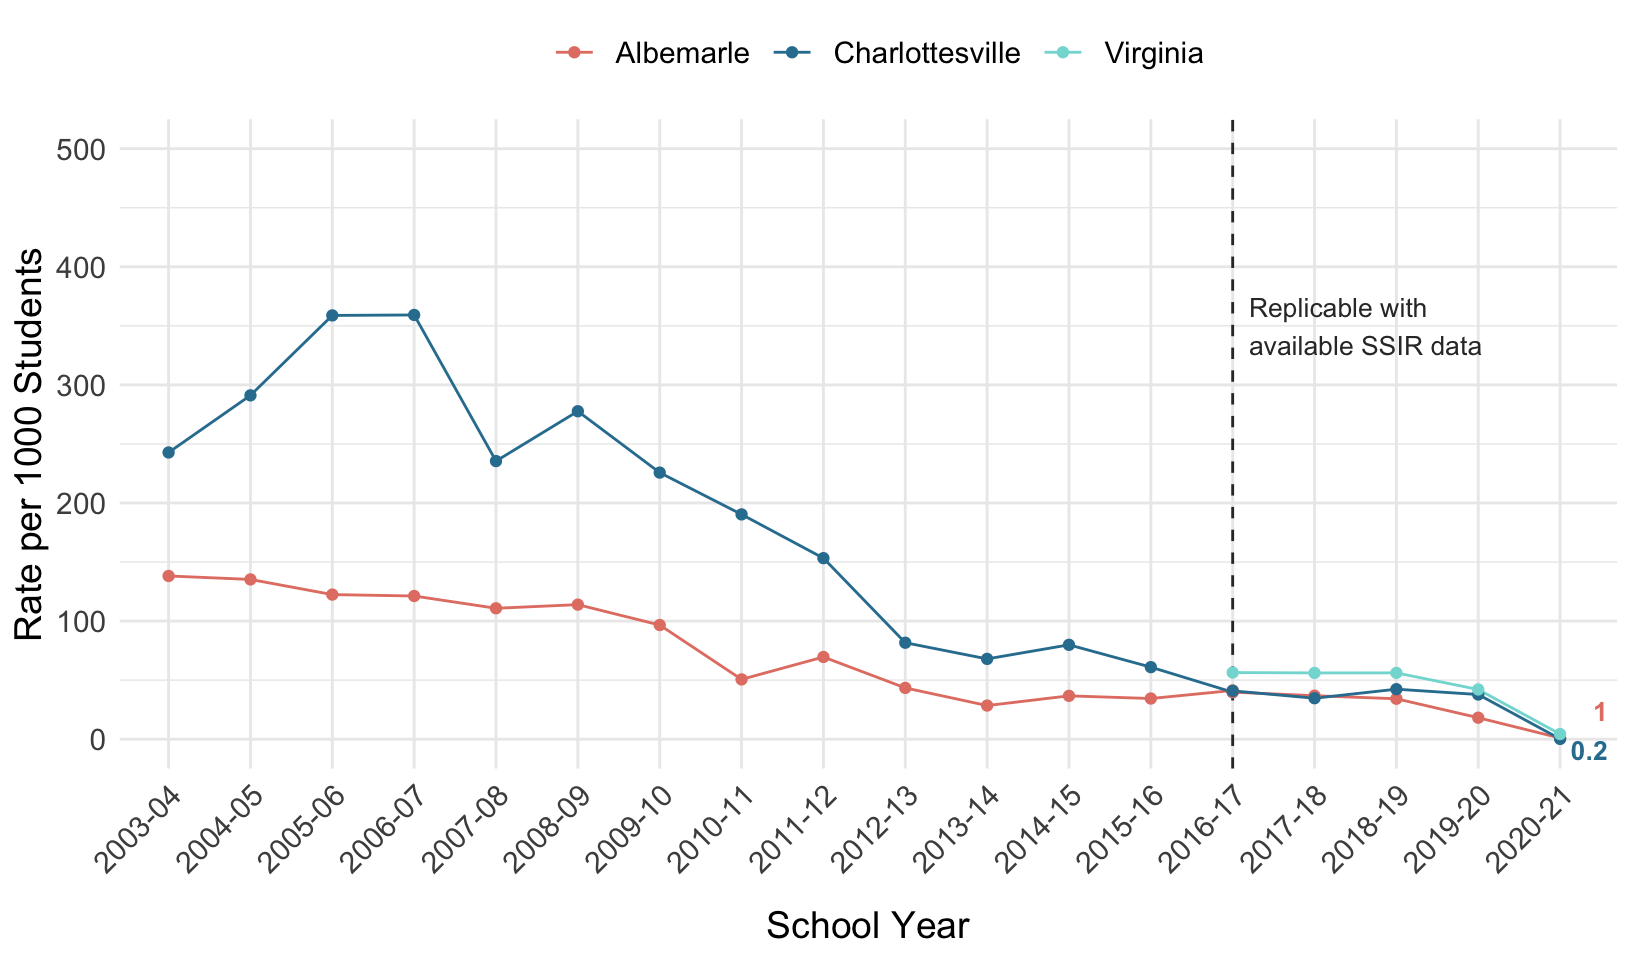 Albemarle Charlottesville Virginia
Rate per 1000 Students
500
400
300
200
100
0
Replicable with
available SSIR data
1
0.2
2003-04 2004-05 2005-06 2006-07 2007-08 2008-09 2009-10 2010-11 2011-12 2012-13 2013-14 2014-15 2015-16 2016-17 2017-18 2018-19 2019-20 2020-21
School Year